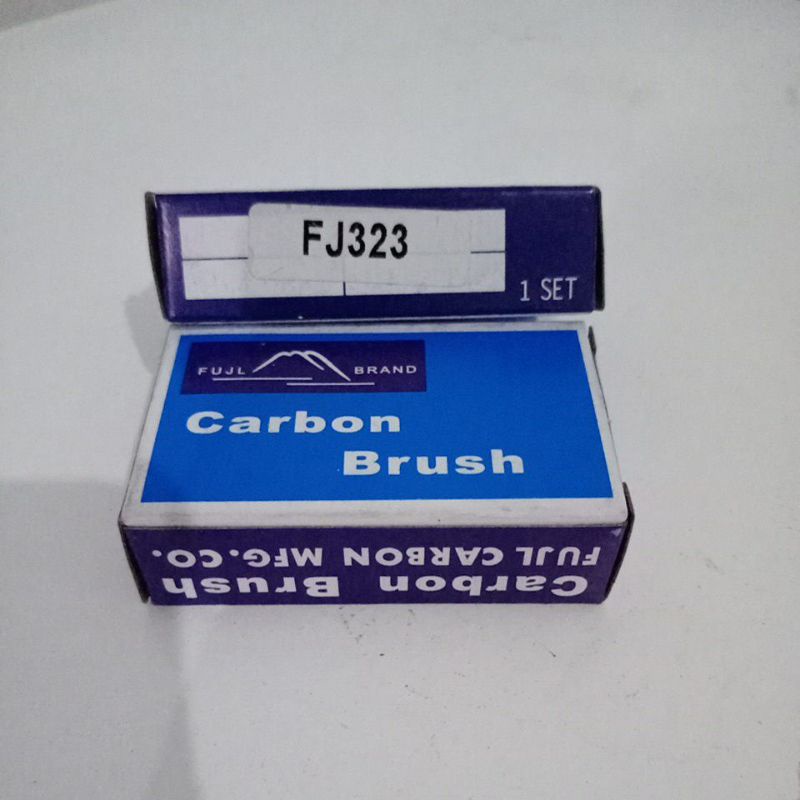 FJ323
1 SET
FUJL BRAND
Carbon
Brush
Carbon Brush
FUJL CARBON MFG.CO.